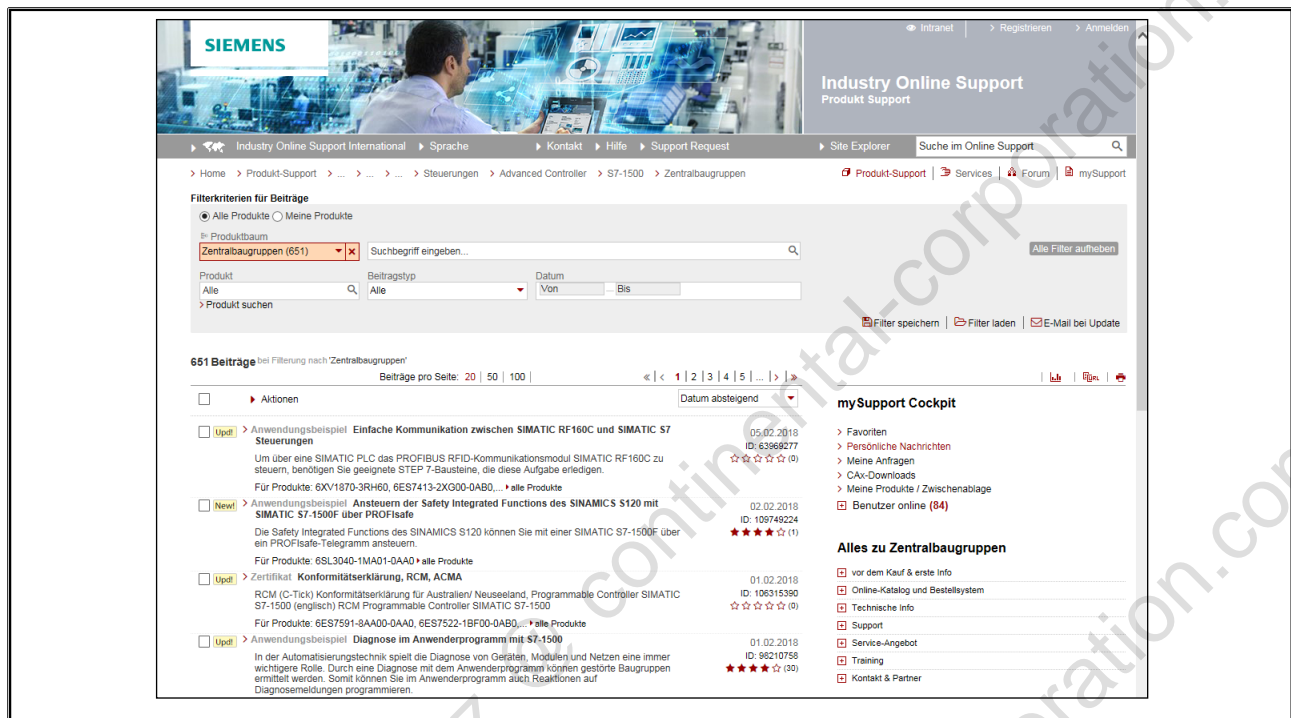 SIEMENS
Intranet > Registrieren > Anmelden
Industry Online Support
Produkt Support
Industry Online Support International Sprache Kontakt Hilfe Support Request Site Explorer Suche im Online Support
> Home > Produkt-Support > ... > ... > ... > Steuerungen > Advanced Controller > S7-1500 > Zentralbaugruppen Produkt-Support | Services | Forum | mySupport
Filterkriterien für Beiträge
Alle Produkte Meine Produkte
Produktbaum
Zentralbaugruppen (651) Suchbegriff eingeben... Alle Filter aufheben
Produkt Beitragstyp Datum
Alle Alle Von ... Bis
> Produkt suchen
Filter speichern | Filter laden | E-Mail bei Update
651 Beiträge bei Filterung nach 'Zentralbaugruppen'
Beiträge pro Seite: 20 | 50 | 100 | « | < 1 | 2 | 3 | 4 | 5 | ... | > | »
Aktionen Datum absteigend
Upd! > Anwendungsbeispiel Einfache Kommunikation zwischen SIMATIC RF160C und SIMATIC S7 05.02.2018
Steuerungen ID: 63969277
Um über eine SIMATIC PLC das PROFIBUS RFID-Kommunikationsmodul SIMATIC RF160C zu (0)
steuern, benötigen Sie geeignete STEP 7-Bausteine, die diese Aufgabe erledigen.
Für Produkte: 6XV1870-3RH60, 6ES7413-2XG00-0AB0,... alle Produkte
New! > Anwendungsbeispiel Ansteuern der Safety Integrated Functions des SINAMICS S120 mit 02.02.2018
SIMATIC S7-1500F über PROFIsafe ID: 109749224
Die Safety Integrated Functions des SINAMICS S120 können Sie mit einer SIMATIC S7-1500F über (1)
ein PROFIsafe-Telegramm ansteuern.
Für Produkte: 6SL3040-1MA01-0AA0 alle Produkte
Upd! > Zertifikat Konformitätserklärung, RCM, ACMA 01.02.2018
RCM (C-Tick) Konformitätserklärung für Australien/ Neuseeland, Programmable Controller SIMATIC ID: 106315390
S7-1500 (englisch) RCM Programmable Controller SIMATIC S7-1500 (0)
Für Produkte: 6ES7591-8AA00-0AA0, 6ES7522-1BF00-0AB0,... alle Produkte
Upd! > Anwendungsbeispiel Diagnose im Anwenderprogramm mit S7-1500 01.02.2018
In der Automatisierungstechnik spielt die Diagnose von Geräten, Modulen und Netzen eine immer ID: 98210758
wichtigere Rolle. Durch eine Diagnose mit dem Anwenderprogramm können gestörte Baugruppen (30)
ermittelt werden. Somit können Sie im Anwenderprogramm auch Reaktionen auf
Diagnosemeldungen programmieren.
URL
mySupport Cockpit
> Favoriten
> Persönliche Nachrichten
> Meine Anfragen
> CAx-Downloads
> Meine Produkte / Zwischenablage
Benutzer online (84)
Alles zu Zentralbaugruppen
vor dem Kauf & erste Info
Online-Katalog und Bestellsystem
Technische Info
Support
Service-Angebot
Training
Kontakt & Partner
@ continental-corporation.co